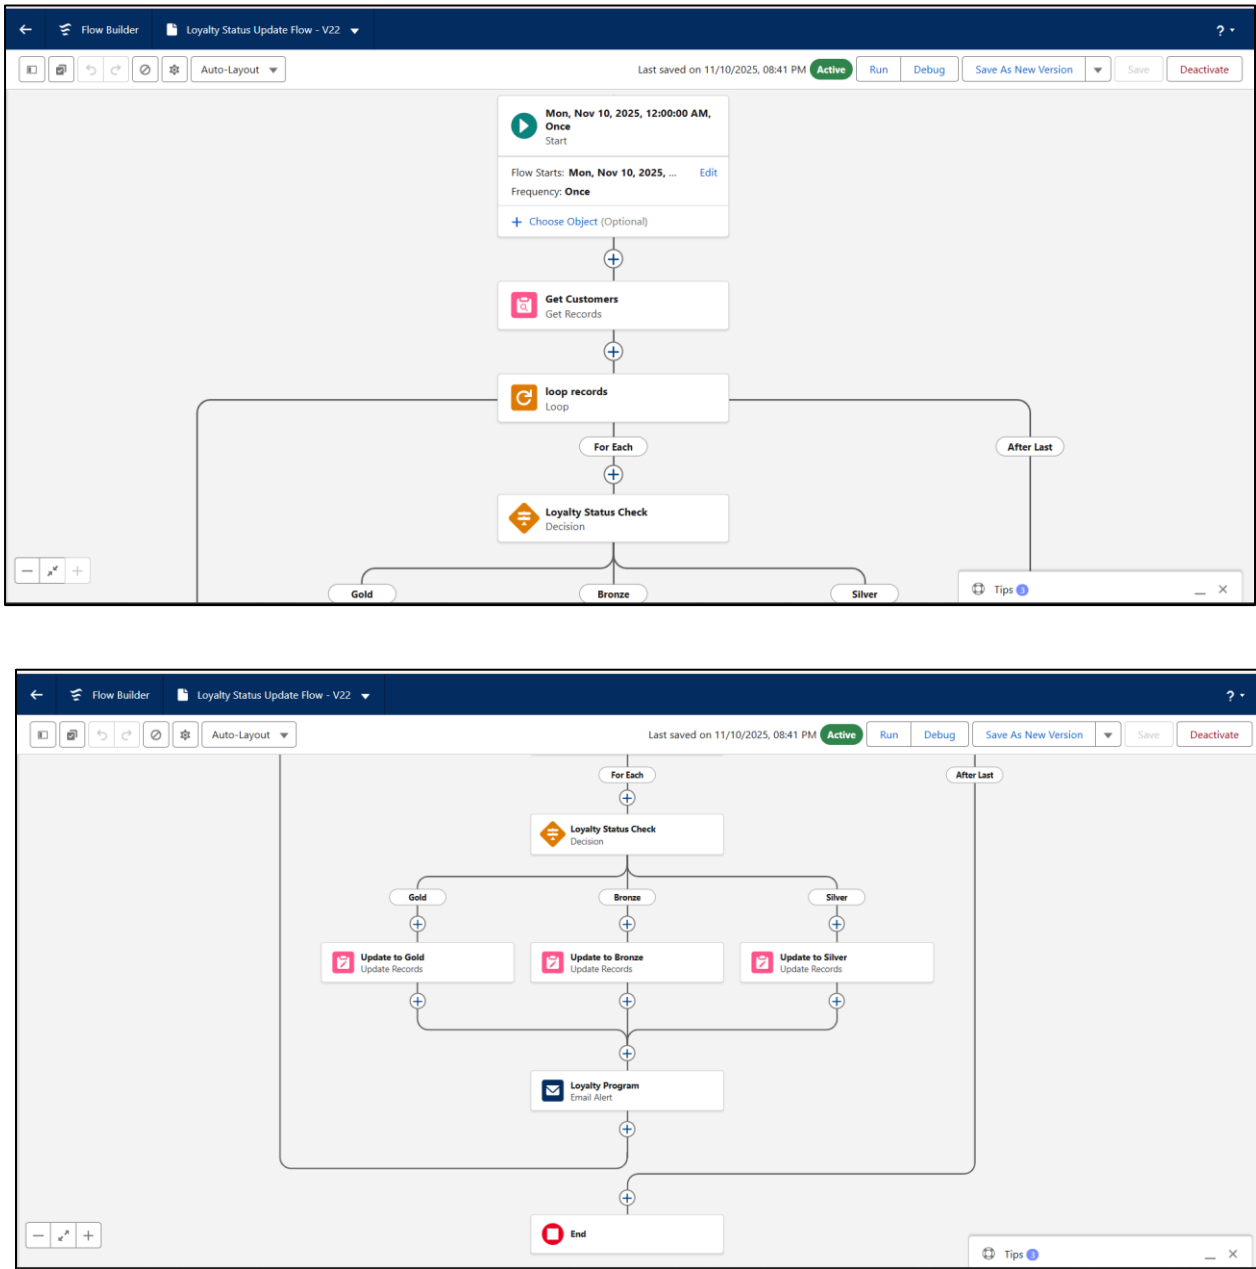 Flow Builder
Loyalty Status Update Flow - V22
? 
Auto-Layout
Last saved on 11/10/2025, 08:41 PM
Active
Run
Debug
Save As New Version
Save
Deactivate
Mon, Nov 10, 2025, 12:00:00 AM,
Once
Start
Flow Starts: Mon, Nov 10, 2025, ...
Edit
Frequency: Once
+ Choose Object (Optional)
Get Customers
Get Records
loop records
Loop
For Each
After Last
Loyalty Status Check
Decision
Gold
Bronze
Silver
Tips 3
Flow Builder
Loyalty Status Update Flow - V22
?
Auto-Layout
Last saved on 11/10/2025, 08:41 PM
Active
Run
Debug
Save As New Version
Save
Deactivate
For Each
After Last
Loyalty Status Check
Decision
Gold
Bronze
Silver
Update to Gold
Update Records
Update to Bronze
Update Records
Update to Silver
Update Records
Loyalty Program
Email Alert
End
Tips 3